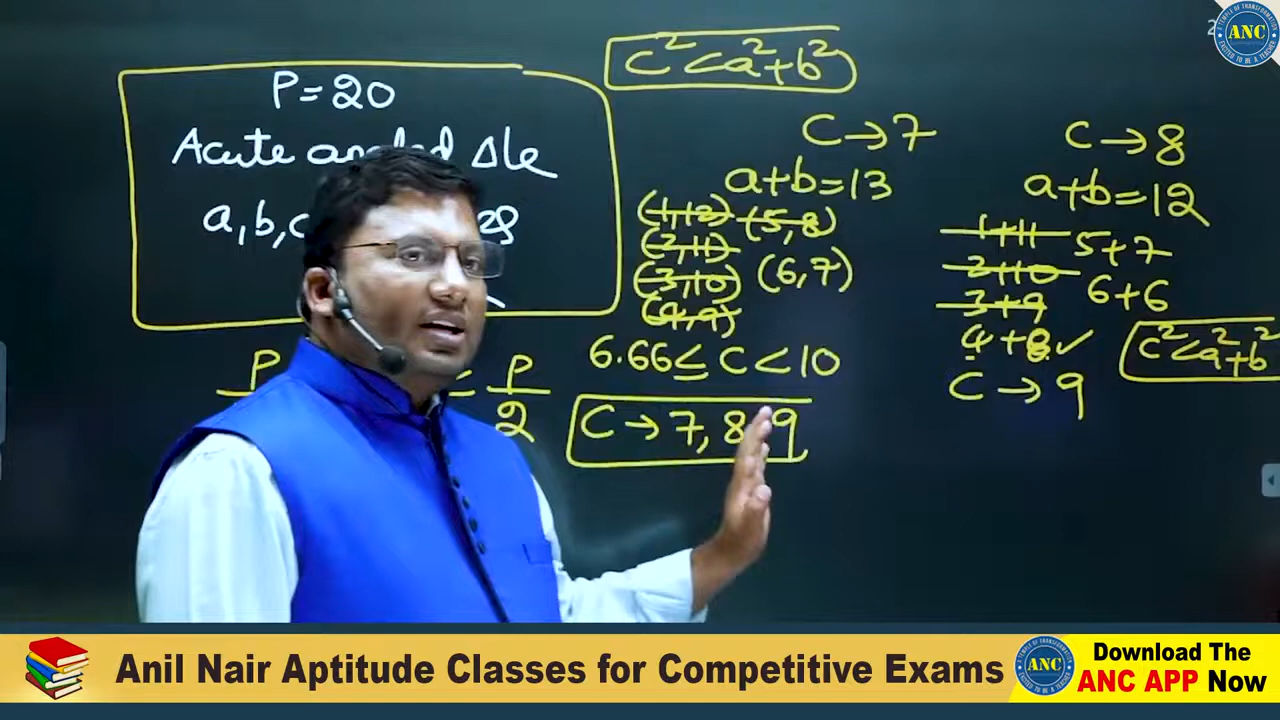 P=20
Acute angled Δle
a,b,c
P
≤ P/2
c²<a²+b²
C→7
a+b=13
(1,12) (5,8)
(2,11)
(3,10) (6,7)
(4,9)
6.66≤C<10
C→7,8,9
C→8
a+b=12
1+11 5+7
2+10
3+9 6+6
4+8✓
c²<a²+b²
C→9
ANC
Anil Nair Aptitude Classes for Competitive Exams
ANC
Download The
ANC APP Now